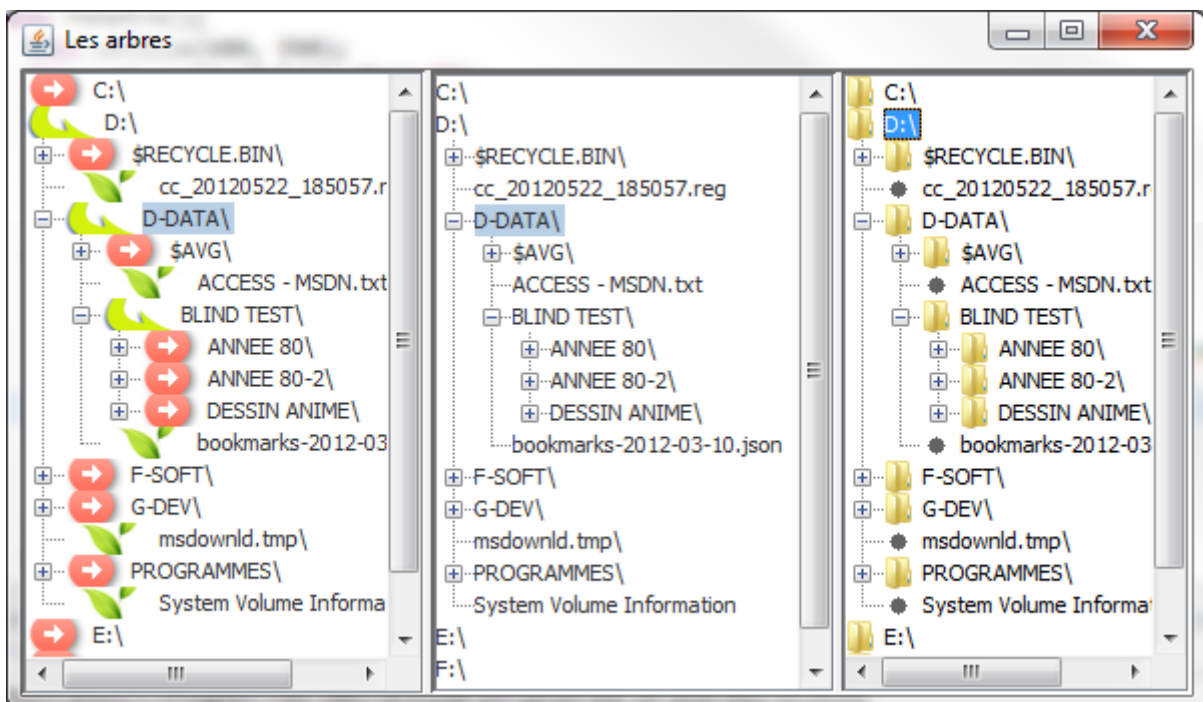 Les arbres
C:\
D:\
$RECYCLE.BIN\
cc_20120522_185057.r
D-DATA\
$AVG\
ACCESS - MSDN.txt
BLIND TEST\
ANNEE 80\
ANNEE 80-2\
DESSIN ANIME\
bookmarks-2012-03
F-SOFT\
G-DEV\
msdownld.tmp\
PROGRAMMES\
System Volume Informa
E:\
C:\
D:\
$RECYCLE.BIN\
cc_20120522_185057.reg
D-DATA\
$AVG\
ACCESS - MSDN.txt
BLIND TEST\
ANNEE 80\
ANNEE 80-2\
DESSIN ANIME\
bookmarks-2012-03-10.json
F-SOFT\
G-DEV\
msdownld.tmp\
PROGRAMMES\
System Volume Information
E:\
F:\
C:\
D:\
$RECYCLE.BIN\
cc_20120522_185057.r
D-DATA\
$AVG\
ACCESS - MSDN.txt
BLIND TEST\
ANNEE 80\
ANNEE 80-2\
DESSIN ANIME\
bookmarks-2012-03
F-SOFT\
G-DEV\
msdownld.tmp\
PROGRAMMES\
System Volume Informa
E:\